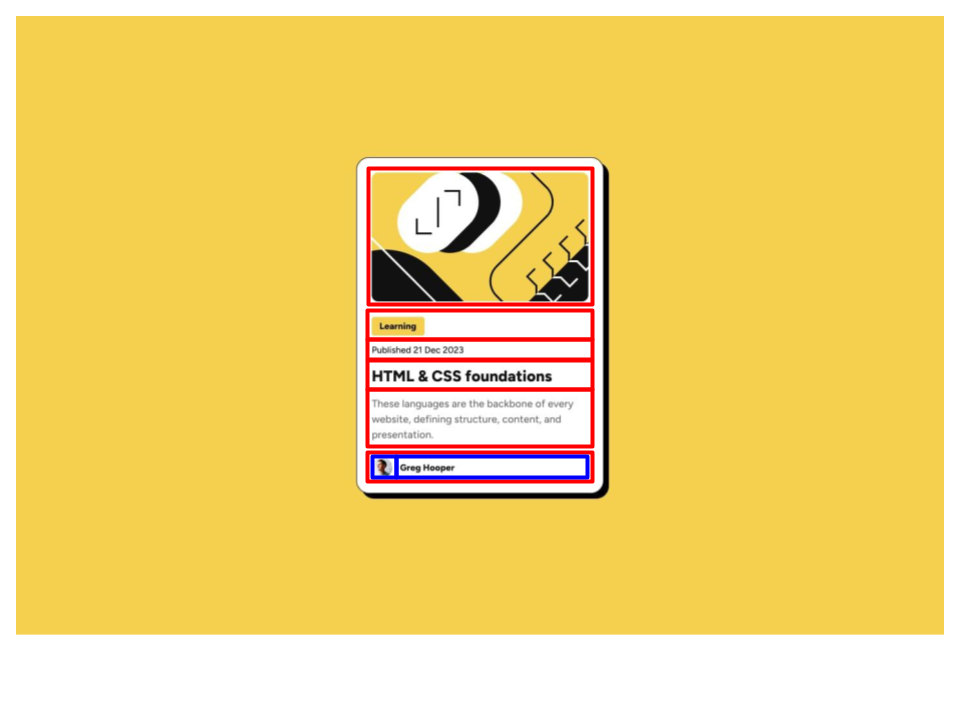 Learning
Published 21 Dec 2023
HTML & CSS foundations
These languages are the backbone of every
website, defining structure, content, and
presentation.
Greg Hooper